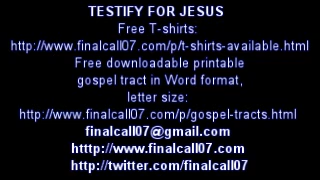 TESTIFY FOR JESUS
Free T-shirts:
http://www.finalcall07.com/p/t-shirts-available.html
Free downloadable printable
gospel tract in Word format,
letter size:
http://www.finalcall07.com/p/gospel-tracts.html
finalcall07@gmail.com
htttp://www.finalcall07.com
http://twitter.com/finalcall07